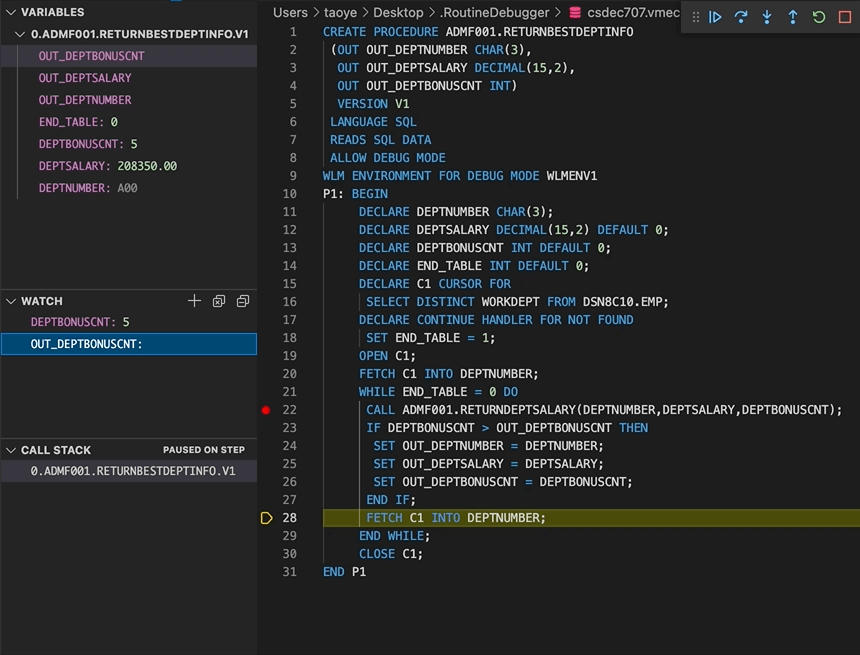 VARIABLES
0.ADMF001.RETURNBESTDEPTINFO.V1
OUT_DEPTBONUSCNT
OUT_DEPTSALARY
OUT_DEPTNUMBER
END_TABLE: 0
DEPTBONUSCNT: 5
DEPTSALARY: 208350.00
DEPTNUMBER: A00
WATCH
DEPTBONUSCNT: 5
OUT_DEPTBONUSCNT:
CALL STACK PAUSED ON STEP
0.ADMF001.RETURNBESTDEPTINFO.V1
Users > taoye > Desktop > .RoutineDebugger > csdec707.vmec
1 CREATE PROCEDURE ADMF001.RETURNBESTDEPTINFO
2 (OUT OUT_DEPTNUMBER CHAR(3),
3 OUT OUT_DEPTSALARY DECIMAL(15,2),
4 OUT OUT_DEPTBONUSCNT INT)
5 VERSION V1
6 LANGUAGE SQL
7 READS SQL DATA
8 ALLOW DEBUG MODE
9 WLM ENVIRONMENT FOR DEBUG MODE WLMENV1
10 P1: BEGIN
11 DECLARE DEPTNUMBER CHAR(3);
12 DECLARE DEPTSALARY DECIMAL(15,2) DEFAULT 0;
13 DECLARE DEPTBONUSCNT INT DEFAULT 0;
14 DECLARE END_TABLE INT DEFAULT 0;
15 DECLARE C1 CURSOR FOR
16 SELECT DISTINCT WORKDEPT FROM DSN8C10.EMP;
17 DECLARE CONTINUE HANDLER FOR NOT FOUND
18 SET END_TABLE = 1;
19 OPEN C1;
20 FETCH C1 INTO DEPTNUMBER;
21 WHILE END_TABLE = 0 DO
22 CALL ADMF001.RETURNDEPTSALARY(DEPTNUMBER,DEPTSALARY,DEPTBONUSCNT);
23 IF DEPTBONUSCNT > OUT_DEPTBONUSCNT THEN
24 SET OUT_DEPTNUMBER = DEPTNUMBER;
25 SET OUT_DEPTSALARY = DEPTSALARY;
26 SET OUT_DEPTBONUSCNT = DEPTBONUSCNT;
27 END IF;
28 FETCH C1 INTO DEPTNUMBER;
29 END WHILE;
30 CLOSE C1;
31 END P1